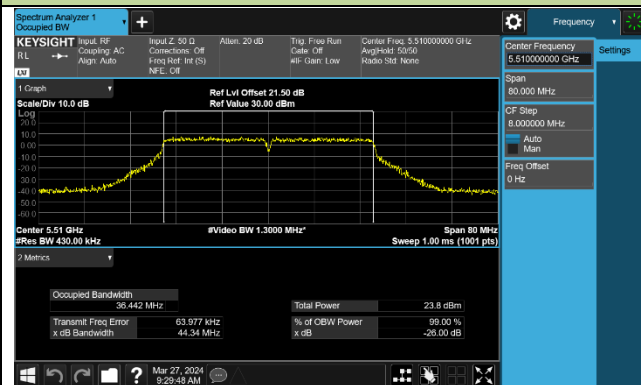 Spectrum Analyzer 1
Occupied BW
+
Frequency
KEYSIGHT
RL
LXI
Input: RF
Coupling: AC
Align: Auto
Input Z: 50 Ω
Corrections: Off
Freq Ref: Int (S)
NFE: Off
Atten: 20 dB
Trig: Free Run
Gate: Off
#IF Gain: Low
Center Freq: 5.510000000 GHz
Avg|Hold: 50/50
Radio Std: None
Center Frequency
5.510000000 GHz
Settings
Span
80.000 MHz
CF Step
8.000000 MHz
Auto
Man
Freq Offset
0 Hz
1 Graph
Scale/Div 10.0 dB
Ref Lvl Offset 21.50 dB
Ref Value 30.00 dBm
Log
20.0
10.0
0.00
-10.0
-20.0
-30.0
-40.0
-50.0
-60.0
Center 5.51 GHz
#Res BW 430.00 kHz
#Video BW 1.3000 MHz*
Span 80 MHz
Sweep 1.00 ms (1001 pts)
2 Metrics
Occupied Bandwidth
36.442 MHz
Total Power 23.8 dBm
Transmit Freq Error 63.977 kHz
% of OBW Power 99.00 %
x dB Bandwidth 44.34 MHz
x dB -26.00 dB
?
Mar 27, 2024
9:29:48 AM